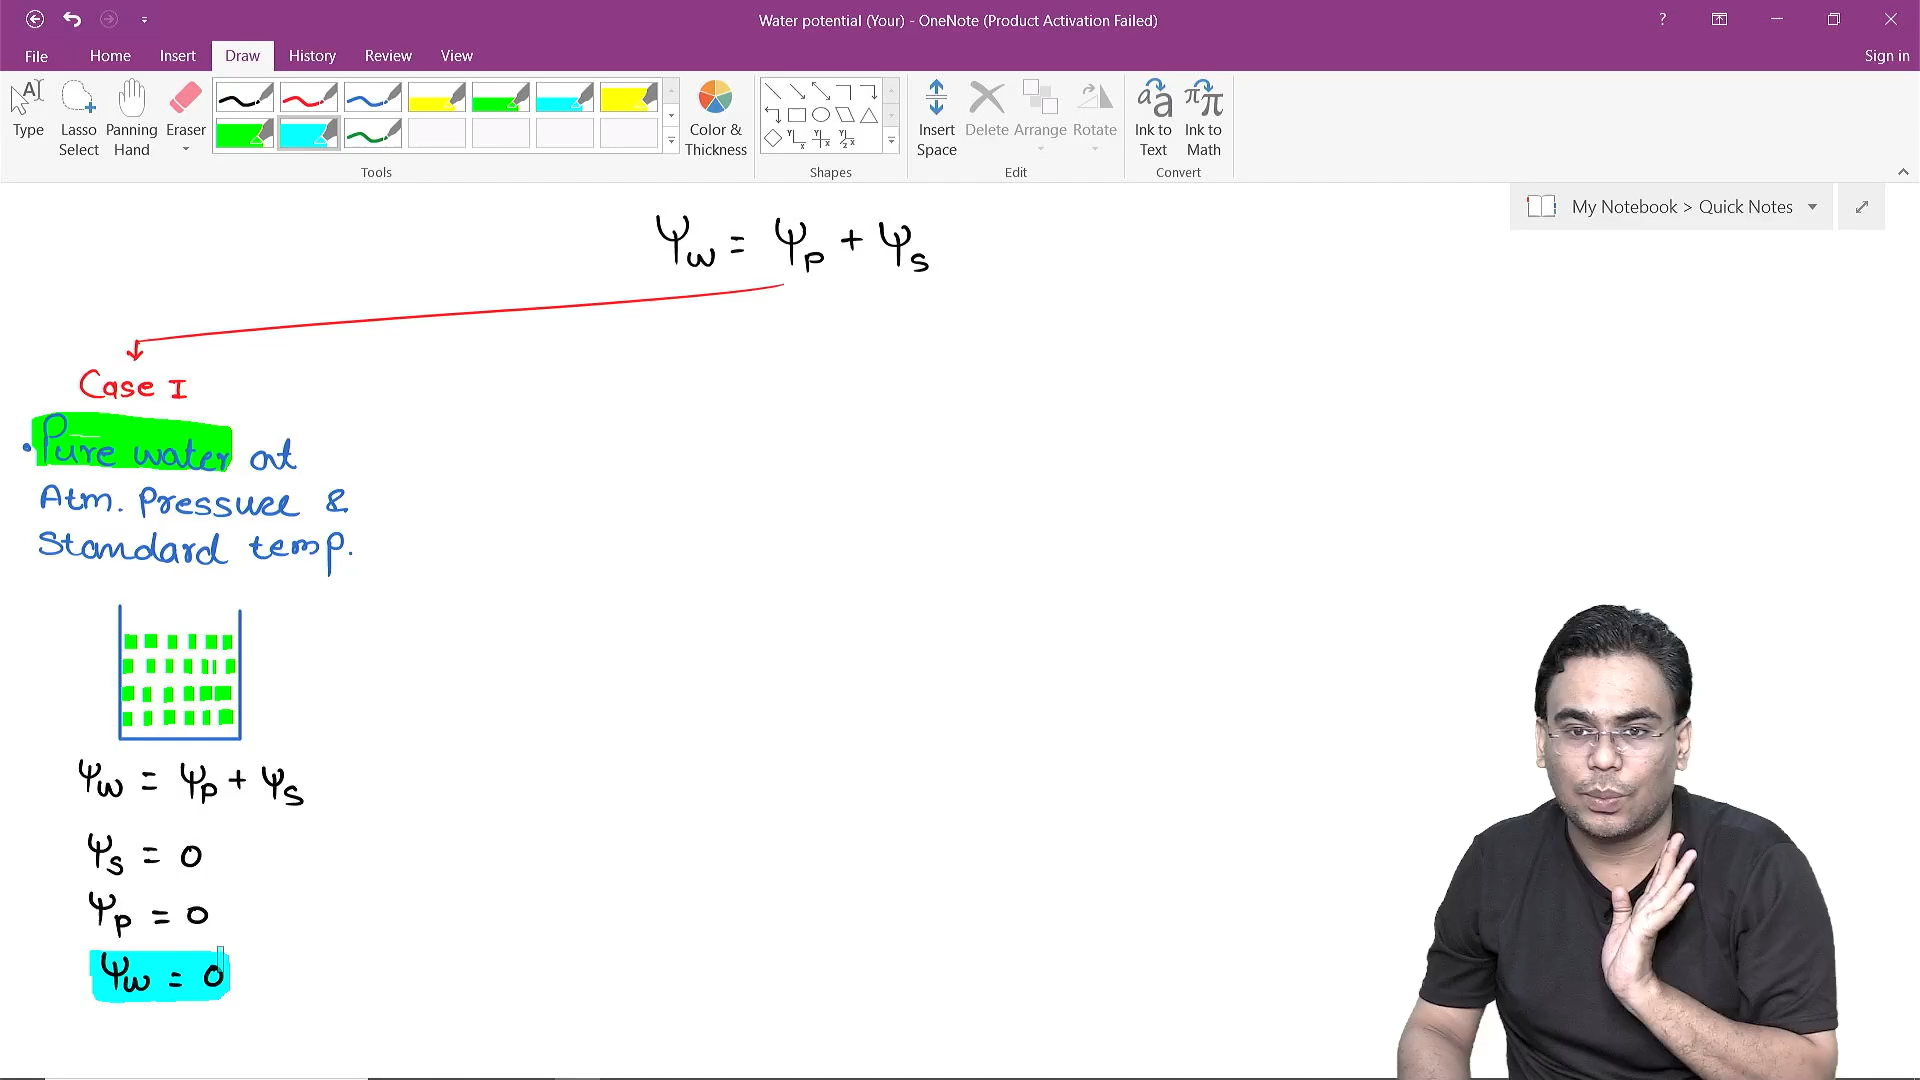 Water potential (Your) - OneNote (Product Activation Failed)
?
File Home Insert Draw History Review View
Sign in
Type
Lasso Select
Panning Hand
Eraser
Color & Thickness
Insert Space
Delete
Arrange
Rotate
Ink to Text
Ink to Math
Tools
Shapes
Edit
Convert
My Notebook > Quick Notes
Ψw = Ψp + Ψs
Case I
• Pure water at
Atm. Pressure &
Standard temp.
Ψw = Ψp + Ψs
Ψs = 0
Ψp = 0
Ψw = 0